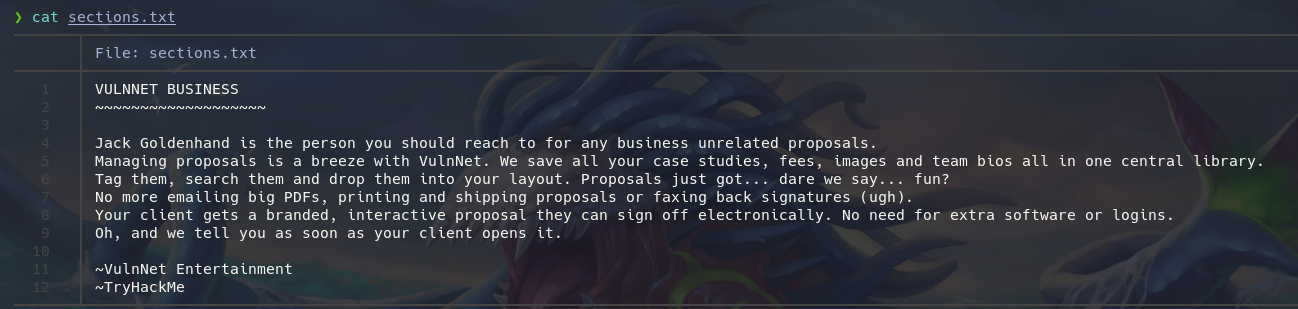 ❯ cat sections.txt
File: sections.txt
1 VULNNET BUSINESS
2 ~~~~~~~~~~~~~~~~~~~
3
4 Jack Goldenhand is the person you should reach to for any business unrelated proposals.
5 Managing proposals is a breeze with VulnNet. We save all your case studies, fees, images and team bios all in one central library.
6 Tag them, search them and drop them into your layout. Proposals just got... dare we say... fun?
7 No more emailing big PDFs, printing and shipping proposals or faxing back signatures (ugh).
8 Your client gets a branded, interactive proposal they can sign off electronically. No need for extra software or logins.
9 Oh, and we tell you as soon as your client opens it.
10
11 ~VulnNet Entertainment
12 ~TryHackMe